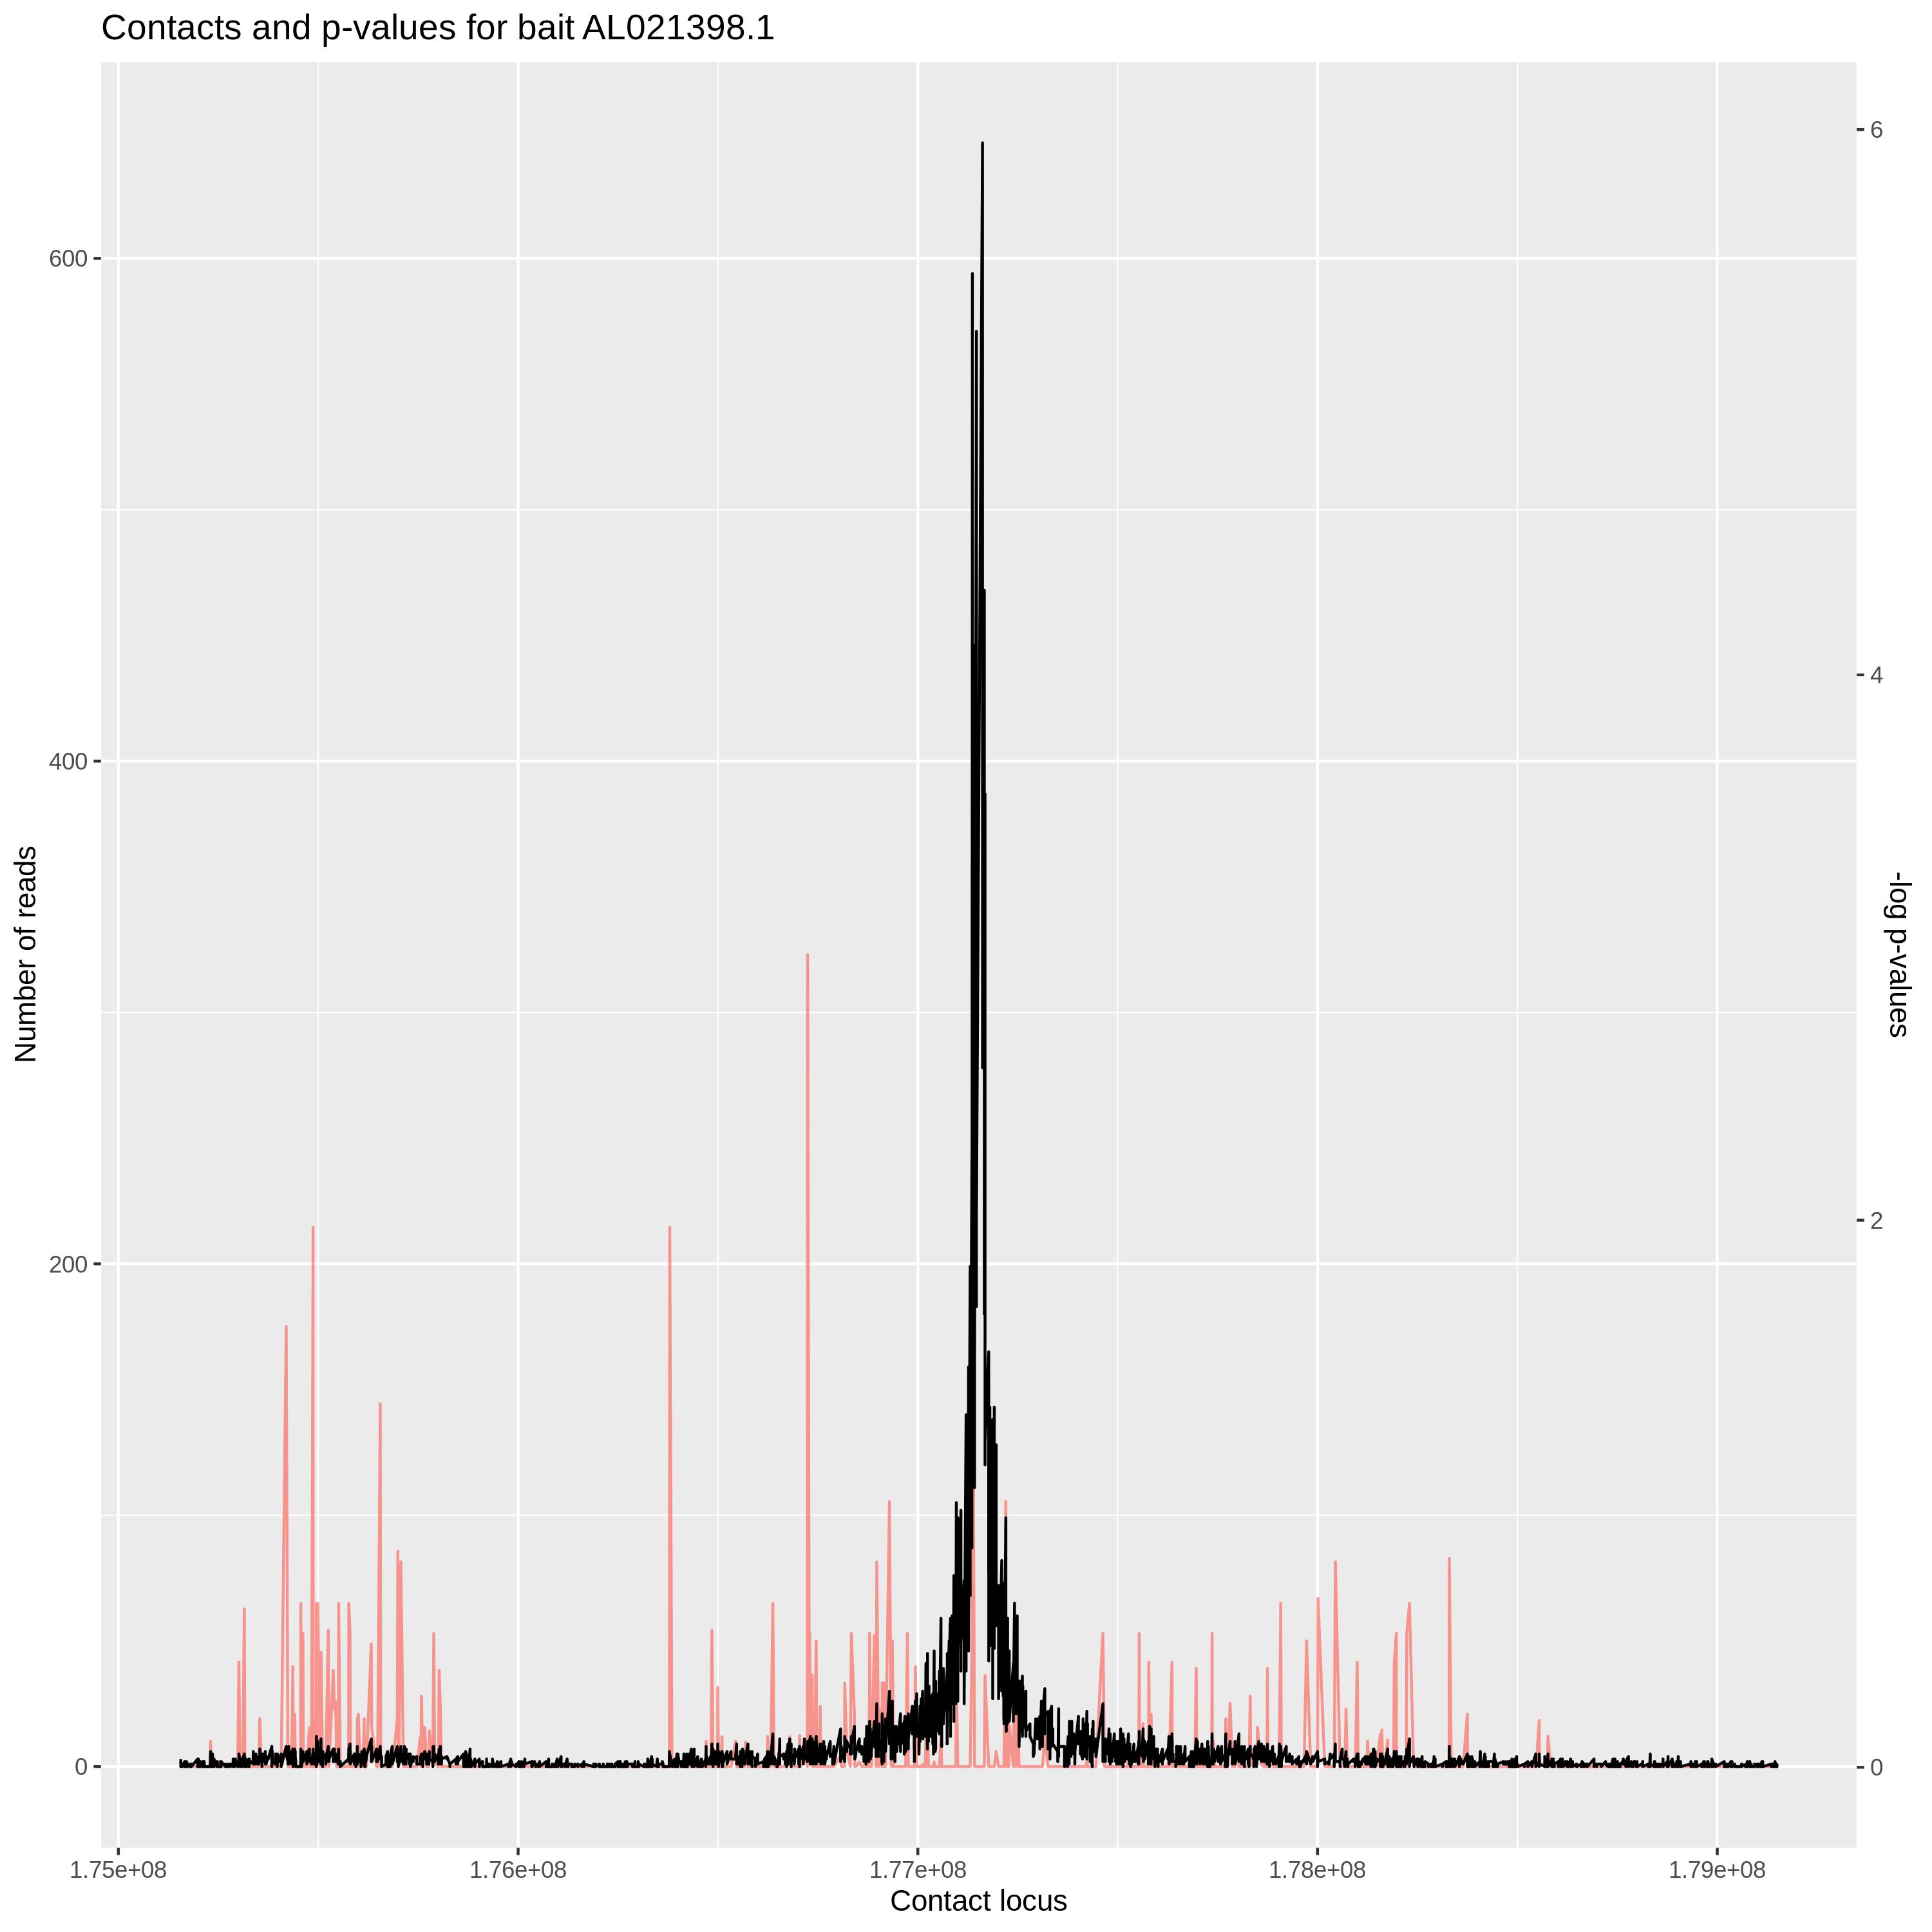 Contacts and p-values for bait AL021398.1
600
400
200
0
Number of reads
6
4
2
0
-log p-values
1.75e+08
1.76e+08
1.77e+08
1.78e+08
1.79e+08
Contact locus